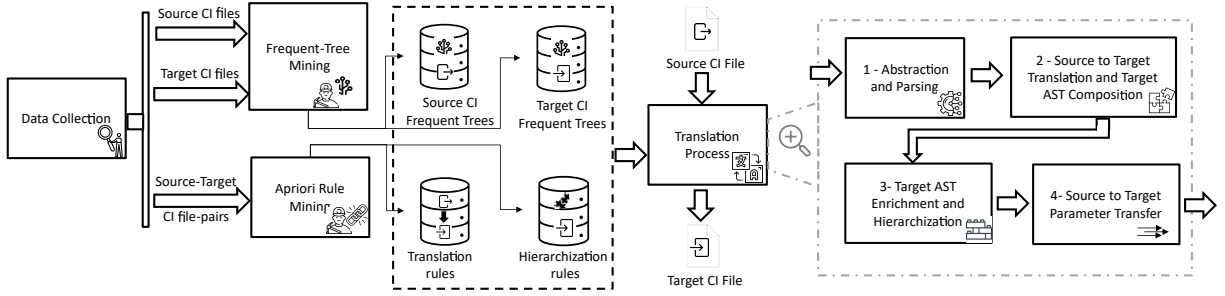 Data Collection
Source CI files
Target CI files
Source-Target
CI file-pairs
Frequent-Tree
Mining
Apriori Rule
Mining
Source CI
Frequent Trees
Target CI
Frequent Trees
Translation
rules
Hierarchization
rules
Source CI File
Translation
Process
Target CI File
1 - Abstraction
and Parsing
2 - Source to Target
Translation and Target
AST Composition
3- Target AST
Enrichment and
Hierarchization
4- Source to Target
Parameter Transfer